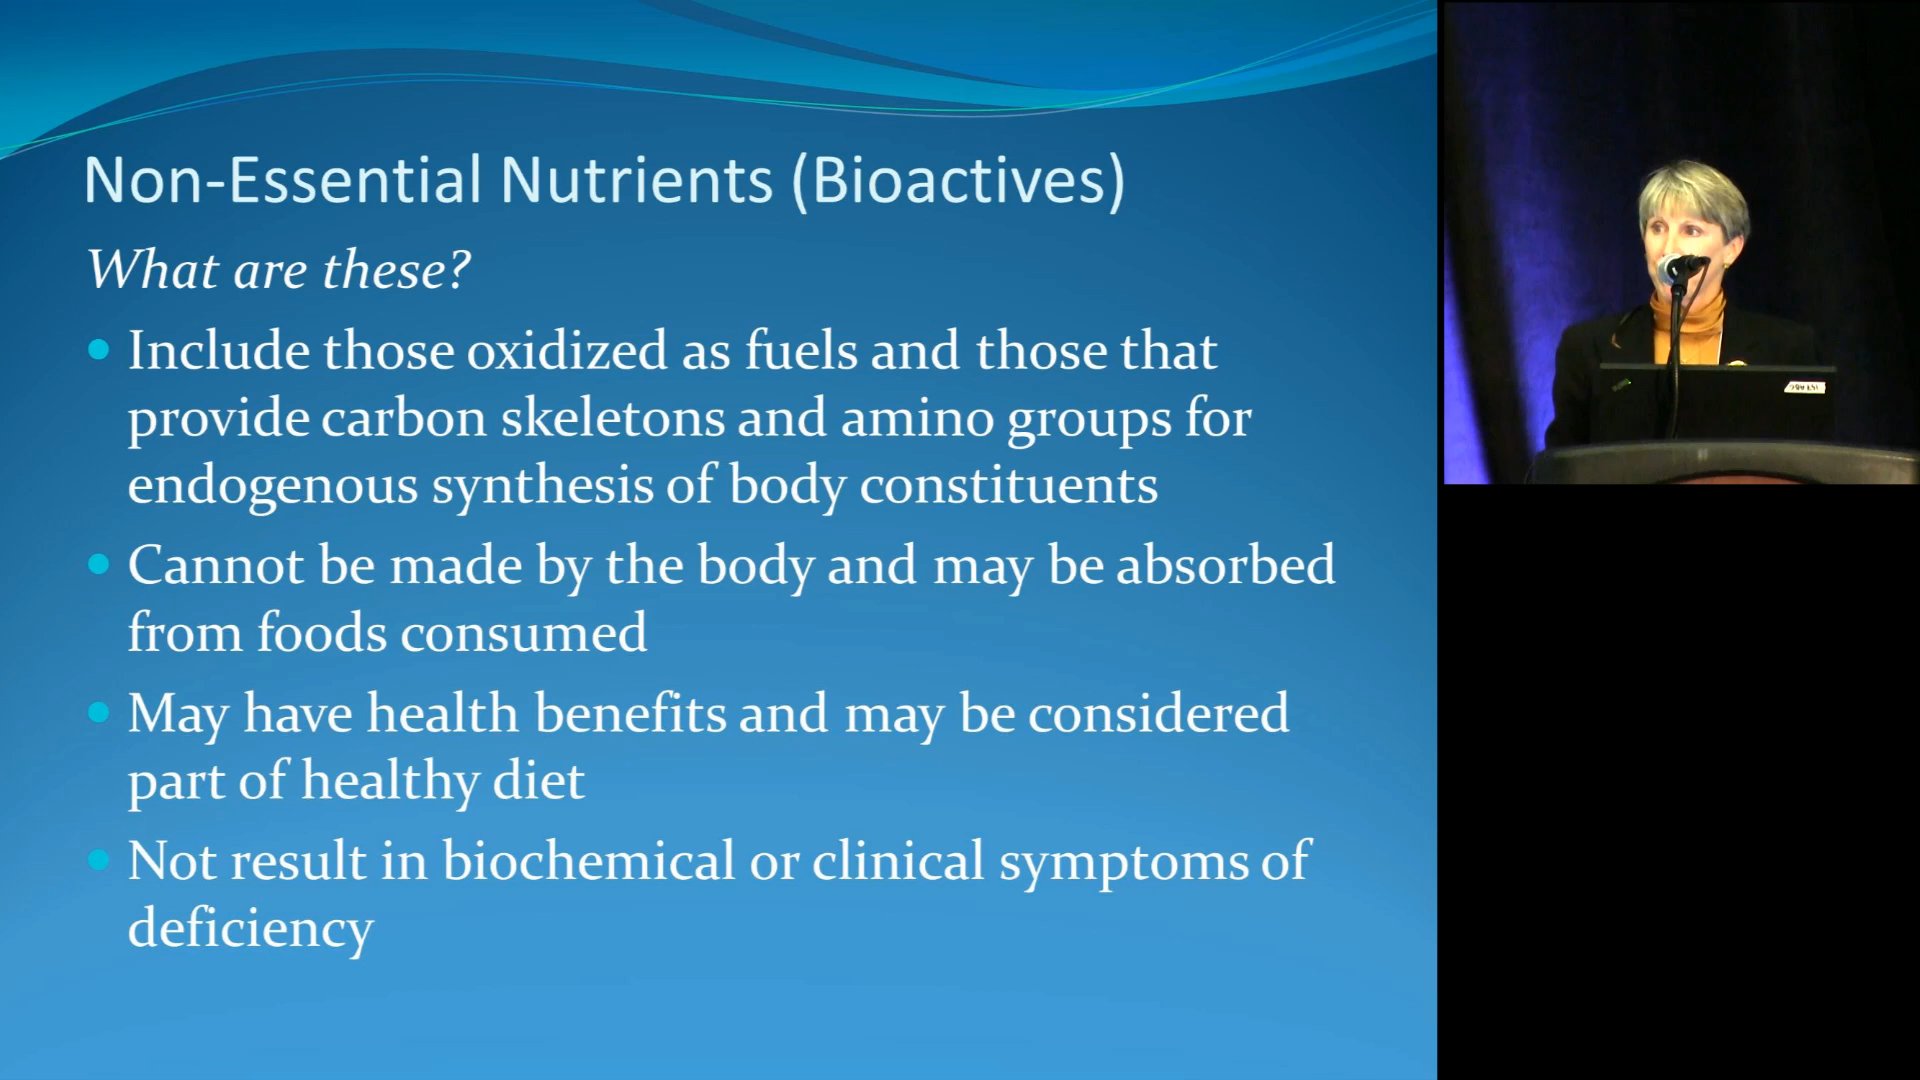 Non-Essential Nutrients (Bioactives)
What are these?
Include those oxidized as fuels and those that
provide carbon skeletons and amino groups for
endogenous synthesis of body constituents
Cannot be made by the body and may be absorbed
from foods consumed
May have health benefits and may be considered
part of healthy diet
Not result in biochemical or clinical symptoms of
deficiency